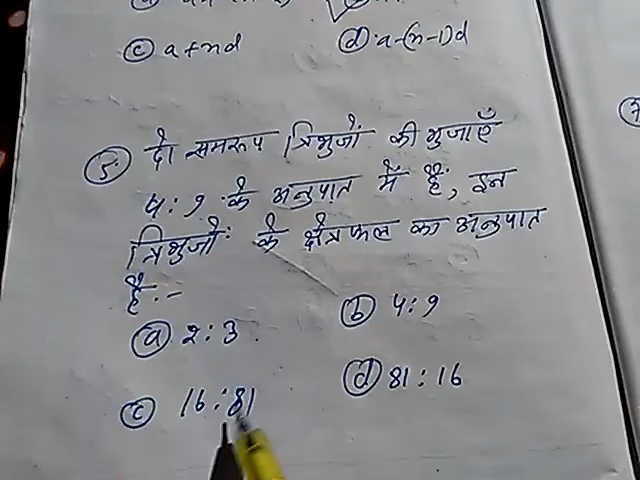 (c) a+nd (d) a-(n-1)d
5. दो समरूप त्रिभुजों की भुजाएँ
4:9 के अनुपात में हैं, इन
त्रिभुजों के क्षेत्रफल का अनुपात
है:-
(a) 2:3 (b) 4:9
(c) 16:81 (d) 81:16